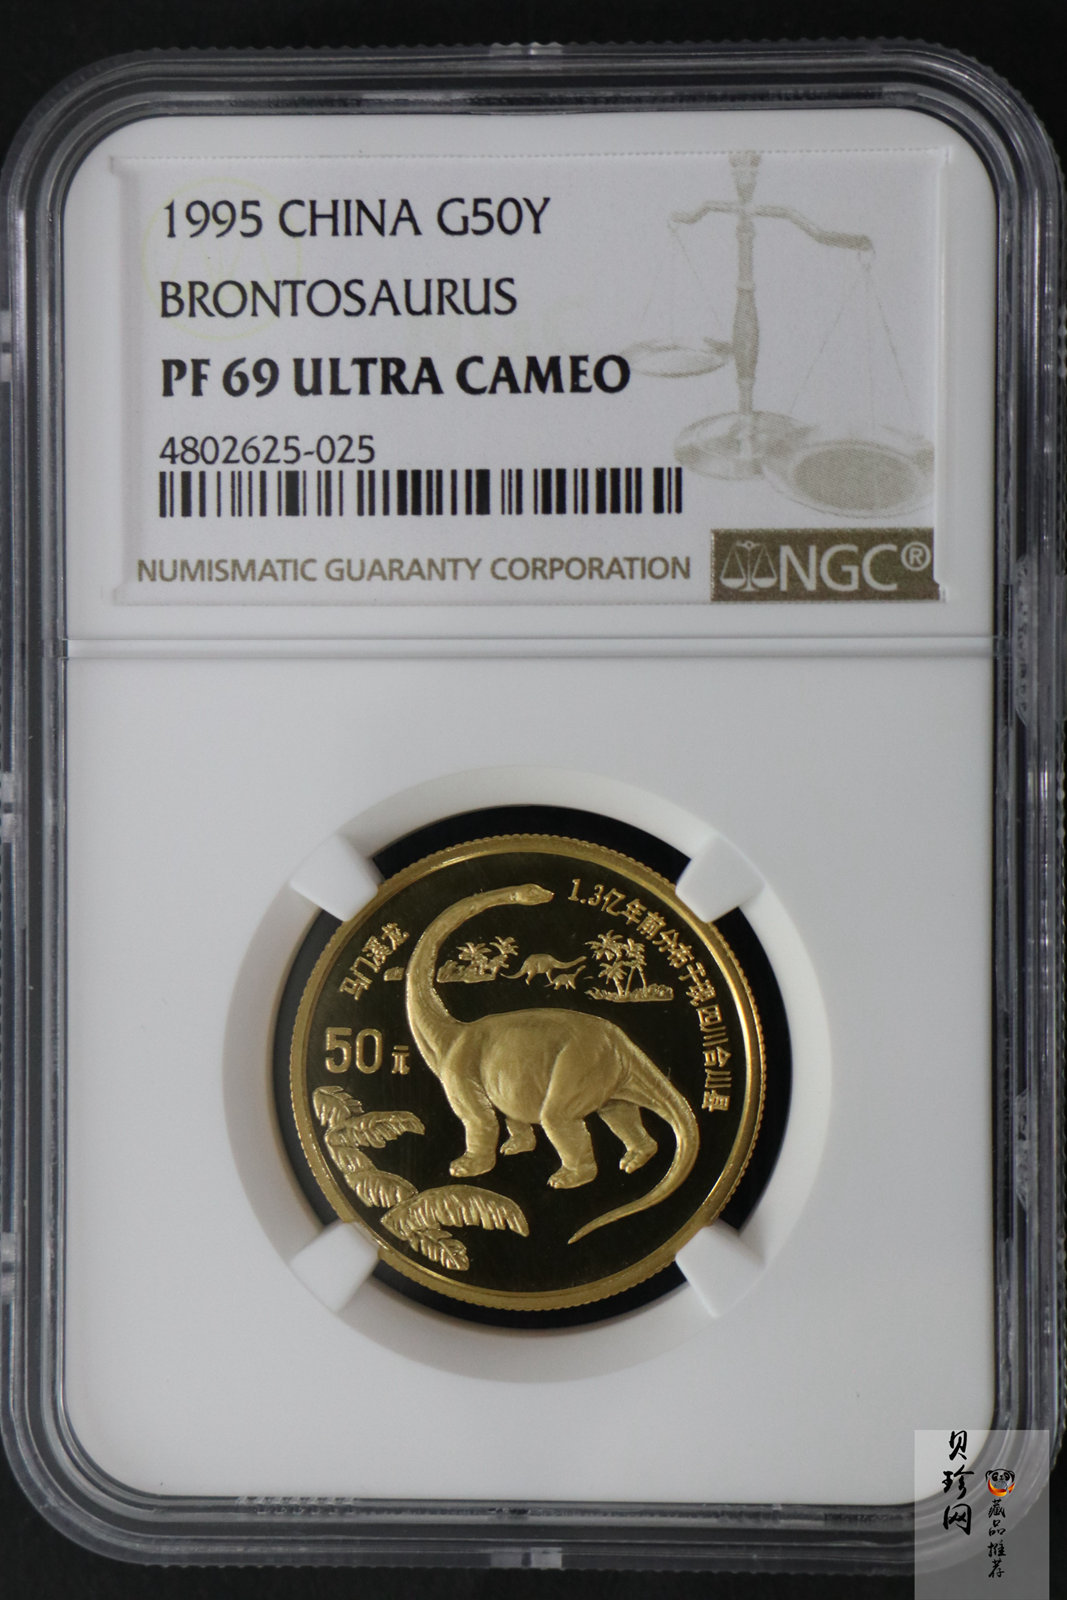 1995 CHINA G50Y
BRONTOSAURUS
PF 69 ULTRA CAMEO
4802625-025
NUMISMATIC GUARANTY CORPORATION
NGC®
马门溪龙
1.3亿年前分布于现四川合川县
50元
贝珍网
藏品推荐